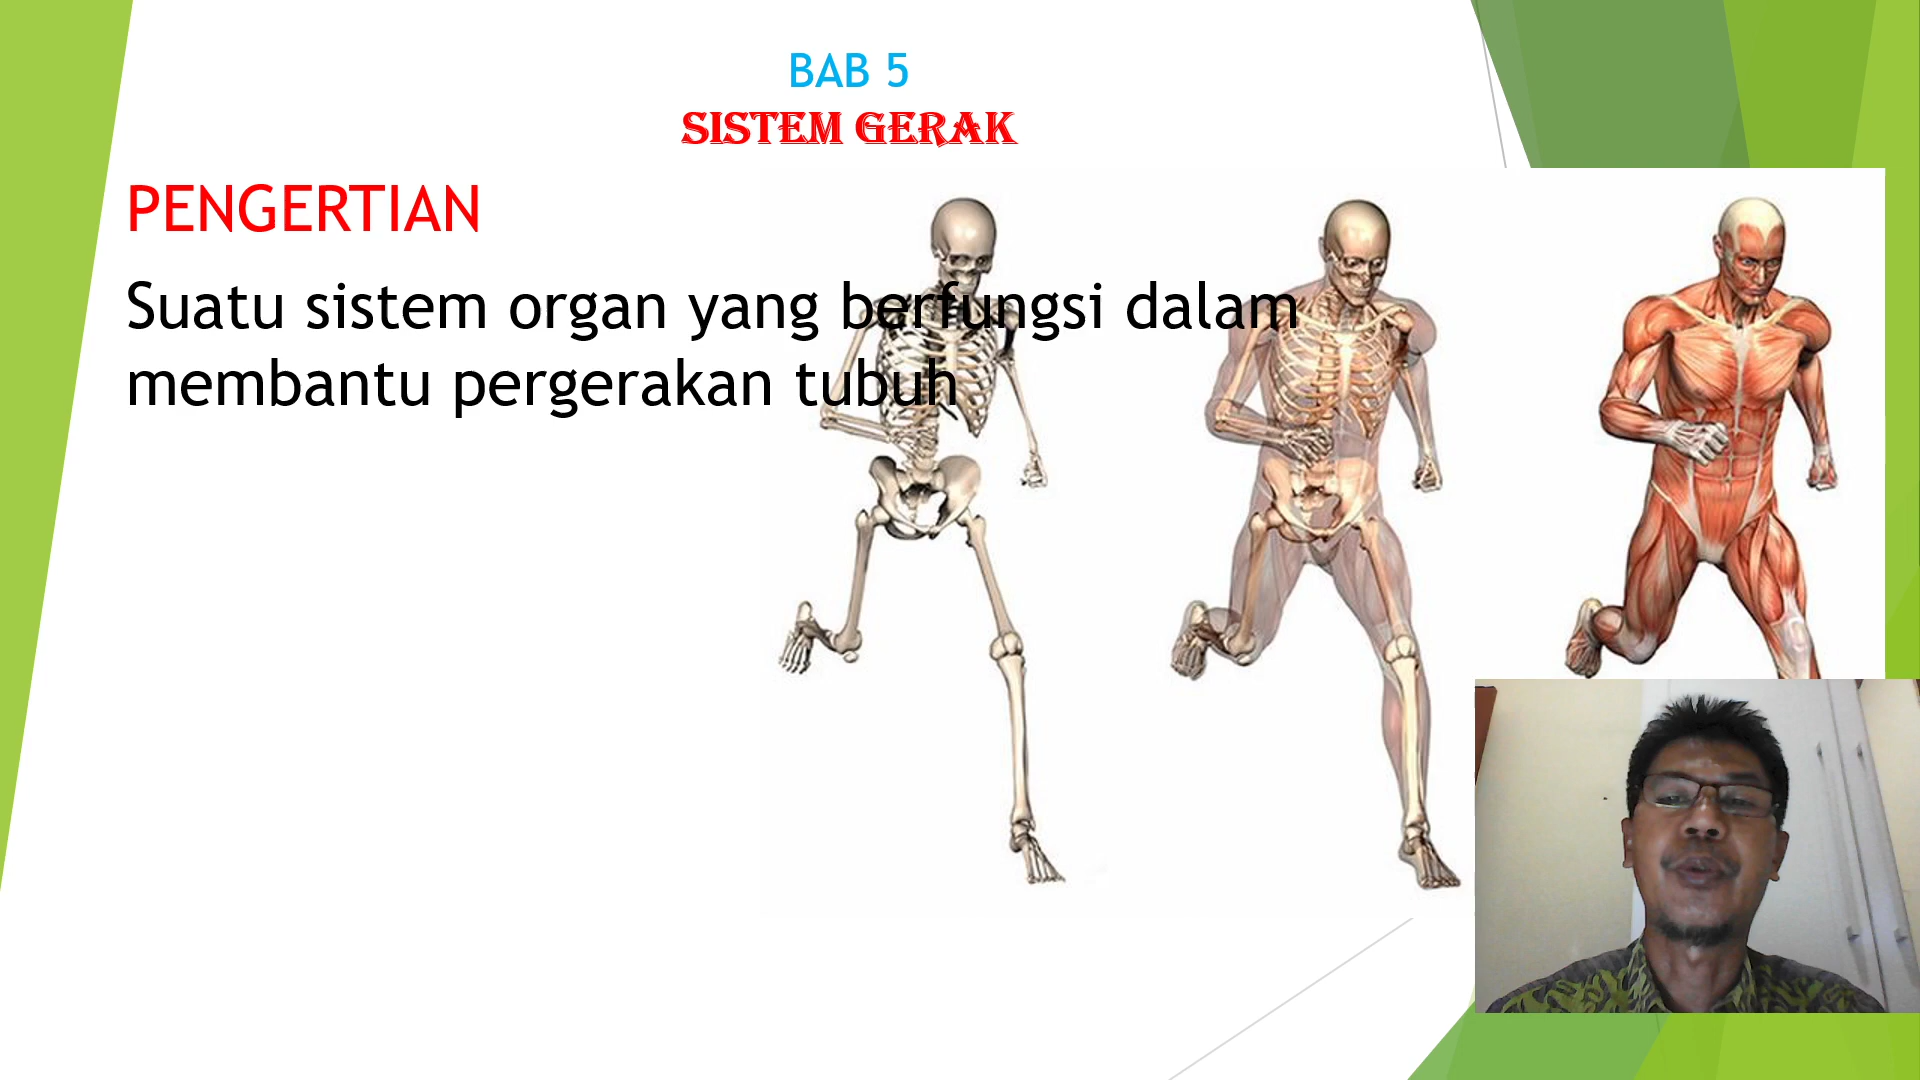 BAB 5
SISTEM GERAK
PENGERTIAN
Suatu sistem organ yang berfungsi dalam
membantu pergerakan tubuh